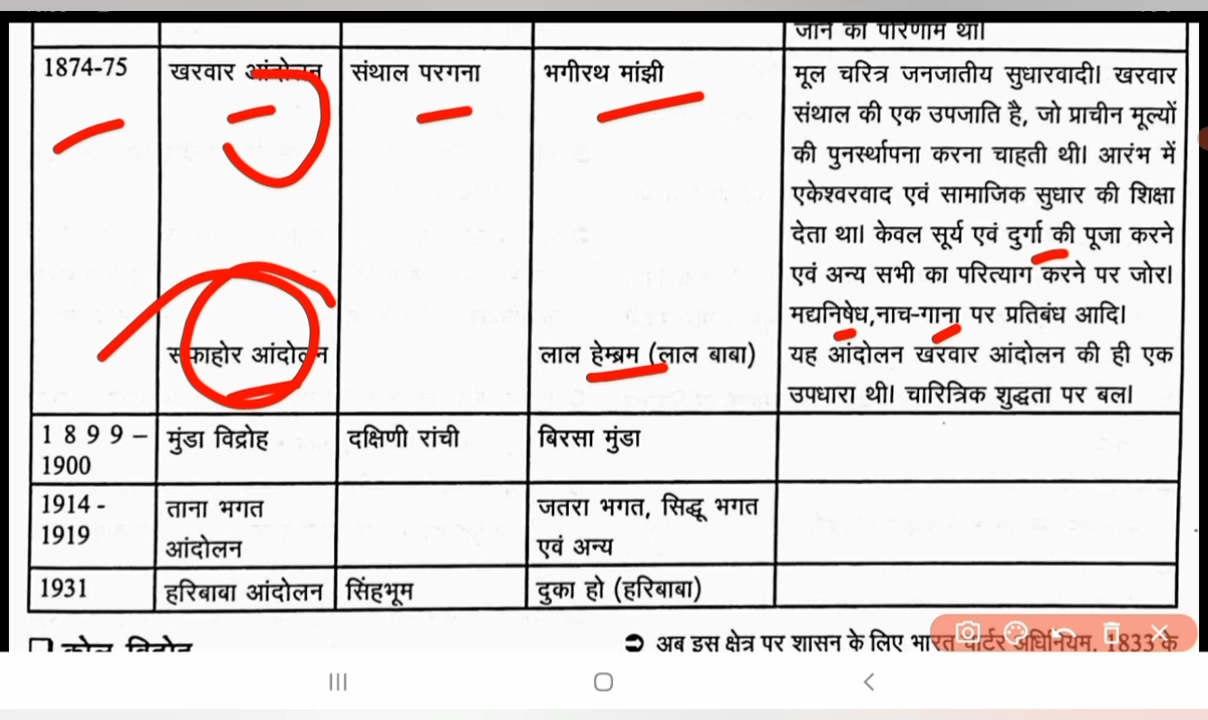 जाने का परिणाम था।
1874-75
खरवार आंदोलन
संथाल परगना
भगीरथ मांझी
मूल चरित्र जनजातीय सुधारवादी। खरवार
संथाल की एक उपजाति है, जो प्राचीन मूल्यों
की पुनर्स्थापना करना चाहती थी। आरंभ में
एकेश्वरवाद एवं सामाजिक सुधार की शिक्षा
देता था। केवल सूर्य एवं दुर्गा की पूजा करने
एवं अन्य सभी का परित्याग करने पर जोर।
मद्यनिषेध,नाच-गाना पर प्रतिबंध आदि।
सफाहोर आंदोलन
लाल हेम्ब्रम (लाल बाबा)
यह आंदोलन खरवार आंदोलन की ही एक
उपधारा थी। चारित्रिक शुद्धता पर बल।
1899–
1900
मुंडा विद्रोह
दक्षिणी रांची
बिरसा मुंडा
1914 -
1919
ताना भगत
आंदोलन
जतरा भगत, सिद्धू भगत
एवं अन्य
1931
हरिबाबा आंदोलन
सिंहभूम
दुका हो (हरिबाबा)
कोल विद्रोह
अब इस क्षेत्र पर शासन के लिए भारत चार्टर अधिनियम, 1833 के